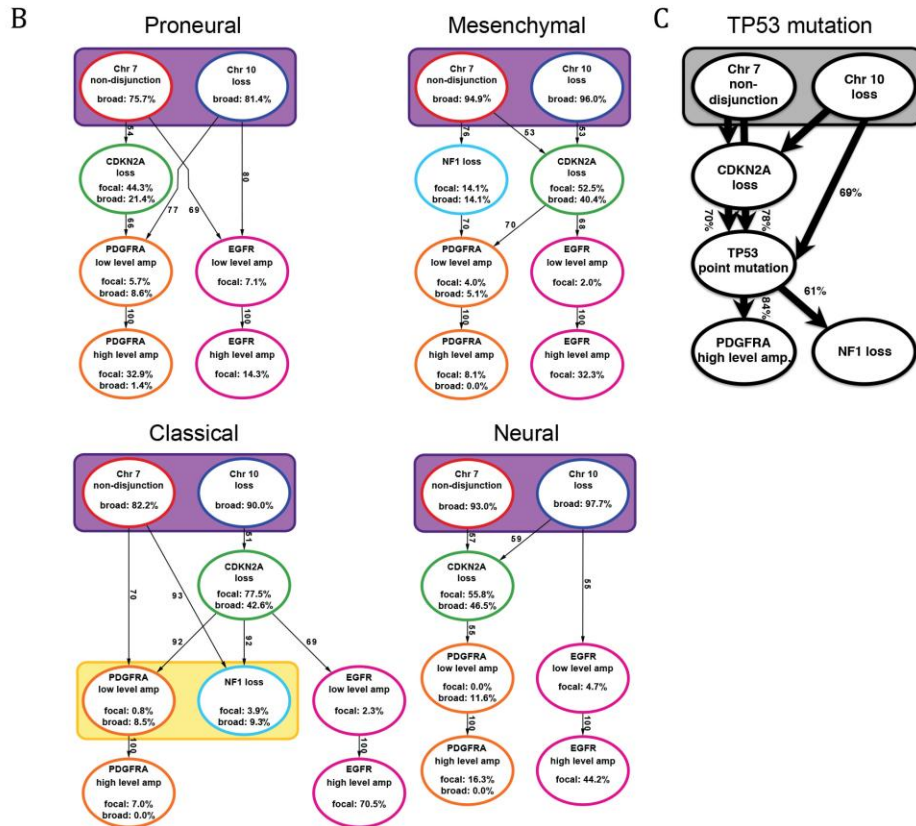 B
Proneural
Chr 7
non-disjunction
broad: 75.7%
Chr 10
loss
broad: 81.4%
54
CDKN2A
loss
focal: 44.3%
broad: 21.4%
80
77
69
66
PDGFRA
low level amp
focal: 5.7%
broad: 8.6%
EGFR
low level amp
focal: 7.1%
100
100
PDGFRA
high level amp
focal: 32.9%
broad: 1.4%
EGFR
high level amp
focal: 14.3%
Mesenchymal
Chr 7
non-disjunction
broad: 94.9%
Chr 10
loss
broad: 96.0%
76
53
53
NF1 loss
focal: 14.1%
broad: 14.1%
CDKN2A
loss
focal: 52.5%
broad: 40.4%
70
70
68
PDGFRA
low level amp
focal: 4.0%
broad: 5.1%
EGFR
low level amp
focal: 2.0%
100
100
PDGFRA
high level amp
focal: 8.1%
broad: 0.0%
EGFR
high level amp
focal: 32.3%
C
TP53 mutation
Chr 7
non-
disjunction
Chr 10
loss
CDKN2A
loss
69%
70%
78%
TP53
point mutation
61%
84%
PDGFRA
high level amp.
NF1 loss
Classical
Chr 7
non-disjunction
broad: 82.2%
Chr 10
loss
broad: 90.0%
51
CDKN2A
loss
focal: 77.5%
broad: 42.6%
70
93
92
92
69
PDGFRA
low level amp
focal: 0.8%
broad: 8.5%
NF1 loss
focal: 3.9%
broad: 9.3%
EGFR
low level amp
focal: 2.3%
100
100
PDGFRA
high level amp
focal: 7.0%
broad: 0.0%
EGFR
high level amp
focal: 70.5%
Neural
Chr 7
non-disjunction
broad: 93.0%
Chr 10
loss
broad: 97.7%
57
59
CDKN2A
loss
focal: 55.8%
broad: 46.5%
55
55
PDGFRA
low level amp
focal: 0.0%
broad: 11.6%
EGFR
low level amp
focal: 4.7%
100
100
PDGFRA
high level amp
focal: 16.3%
broad: 0.0%
EGFR
high level amp
focal: 44.2%